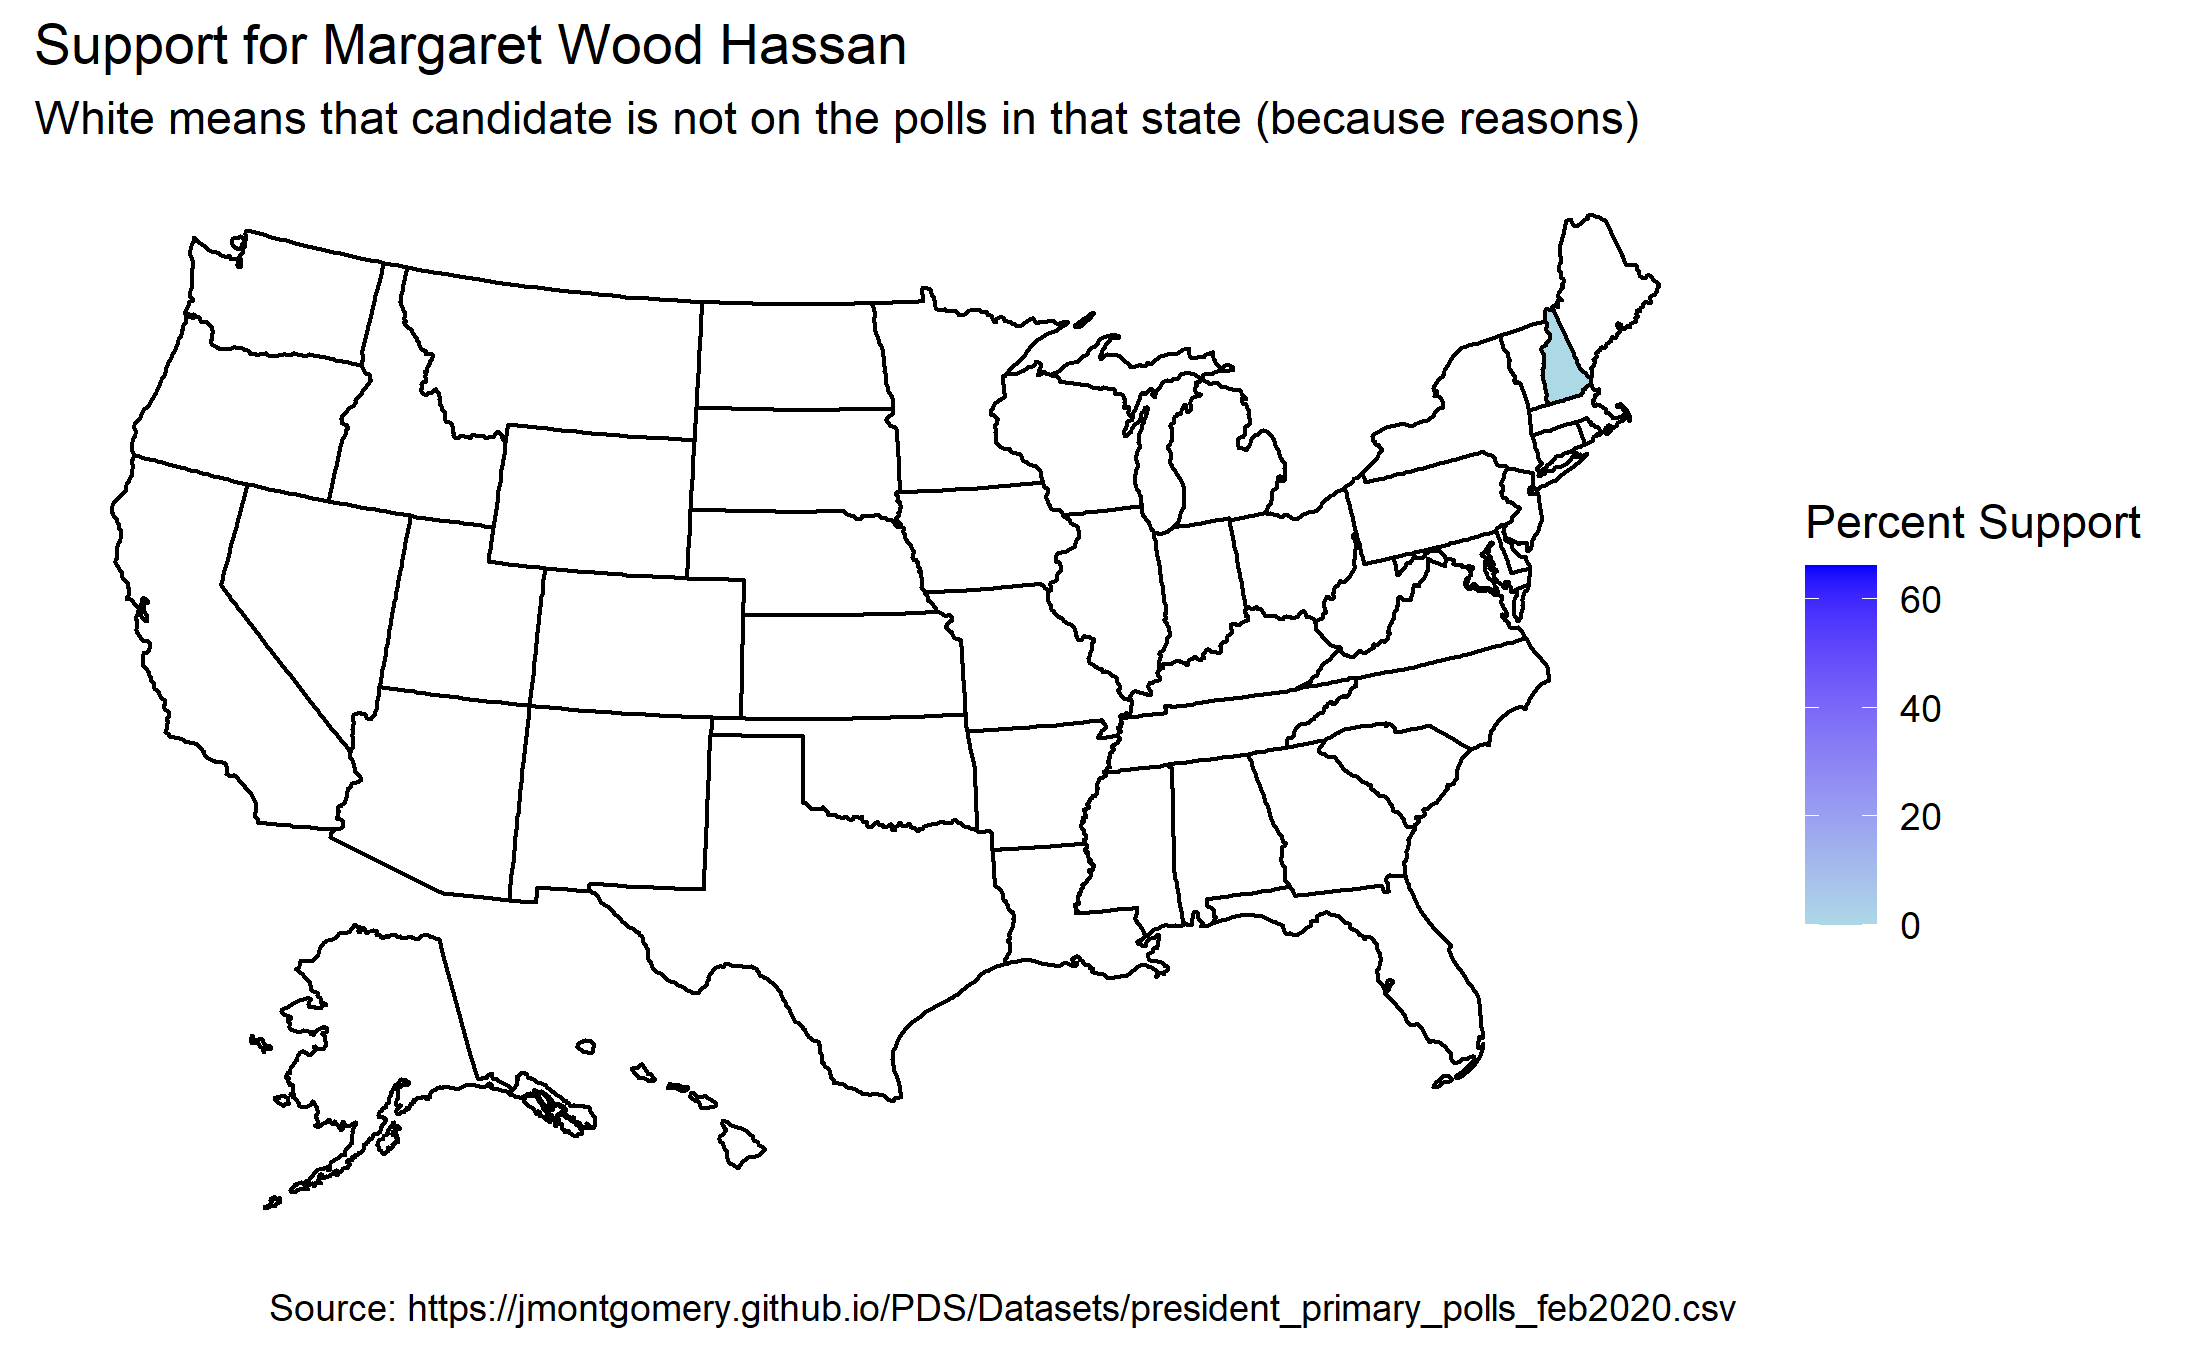 Support for Margaret Wood Hassan
White means that candidate is not on the polls in that state (because reasons)
Percent Support
60
40
20
0
Source: https://jmontgomery.github.io/PDS/Datasets/president_primary_polls_feb2020.csv